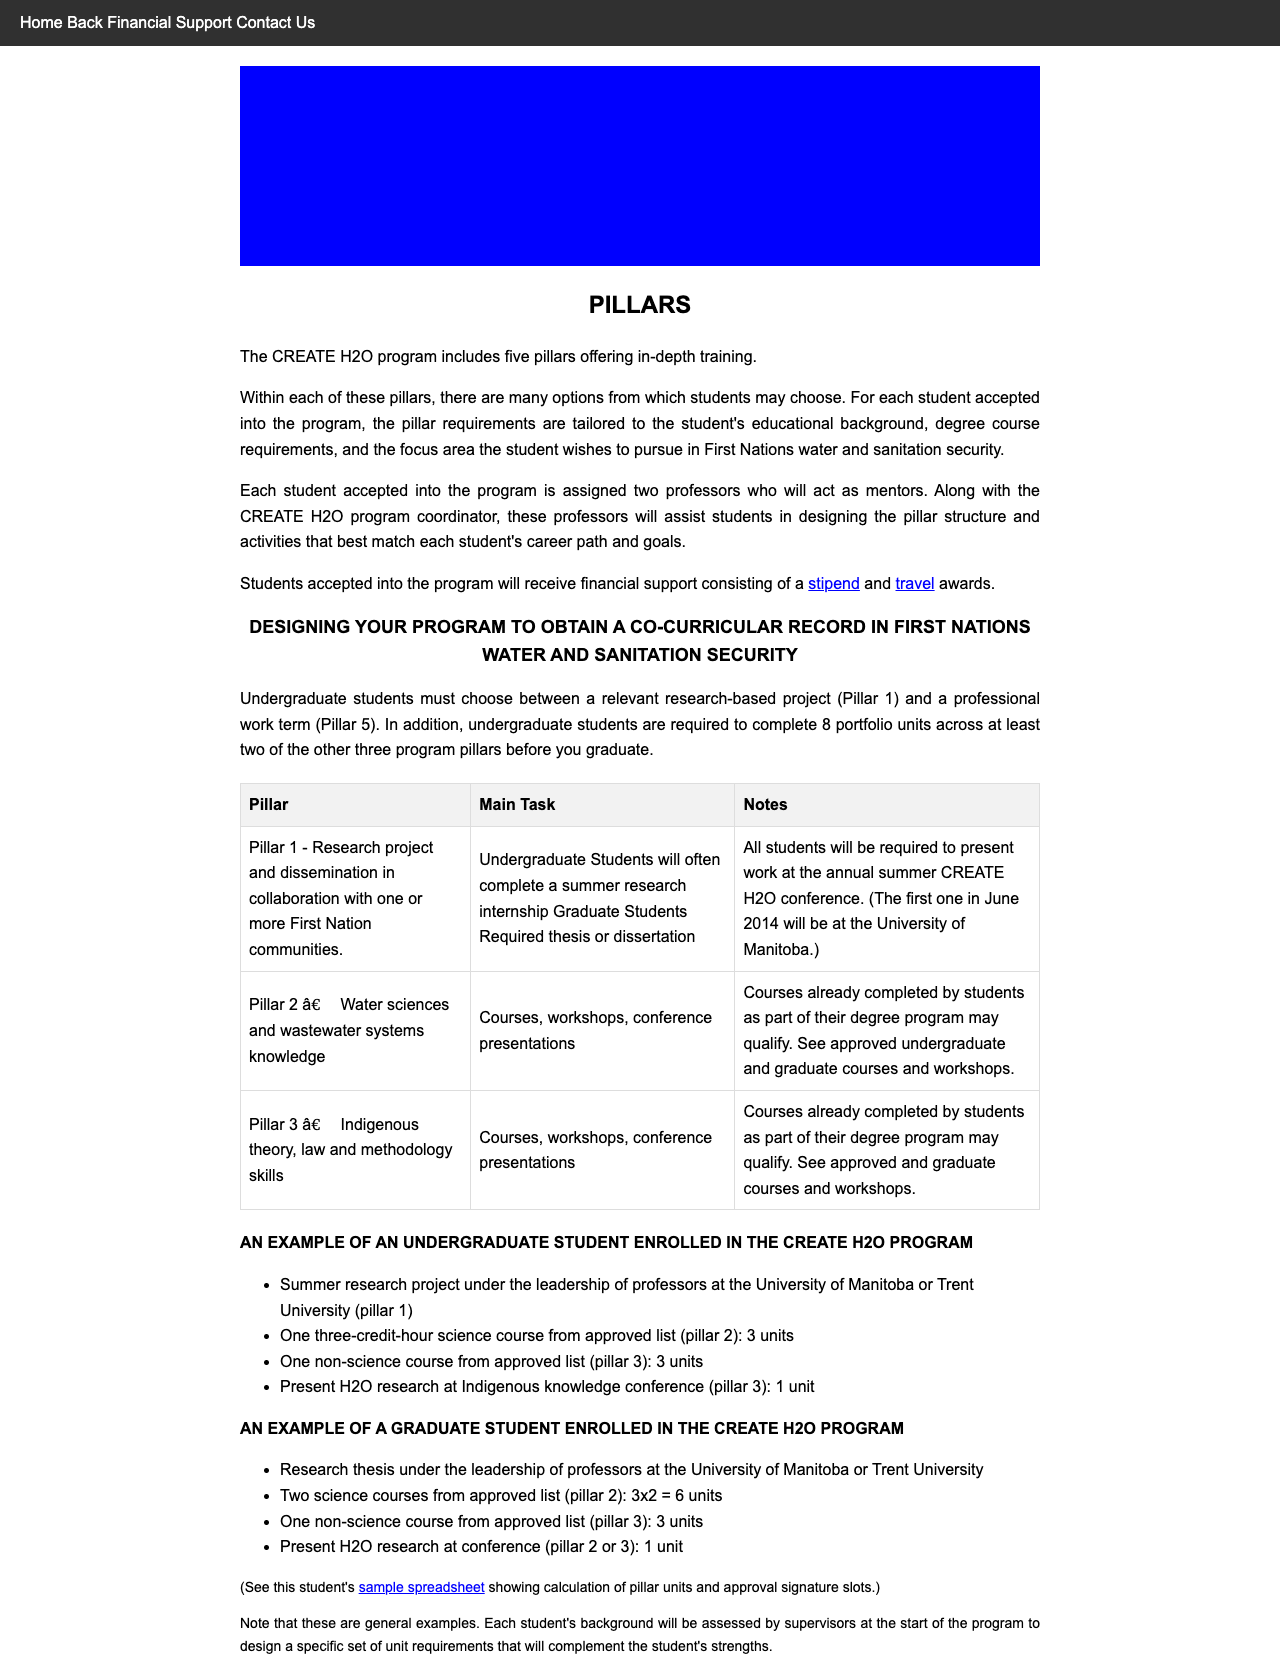 Home Back Financial Support Contact Us
PILLARS
The CREATE H2O program includes five pillars offering in-depth training.
Within each of these pillars, there are many options from which students may choose. For each student accepted
into the program, the pillar requirements are tailored to the student's educational background, degree course
requirements, and the focus area the student wishes to pursue in First Nations water and sanitation security.
Each student accepted into the program is assigned two professors who will act as mentors. Along with the
CREATE H2O program coordinator, these professors will assist students in designing the pillar structure and
activities that best match each student's career path and goals.
Students accepted into the program will receive financial support consisting of a stipend and travel awards.
DESIGNING YOUR PROGRAM TO OBTAIN A CO-CURRICULAR RECORD IN FIRST NATIONS
WATER AND SANITATION SECURITY
Undergraduate students must choose between a relevant research-based project (Pillar 1) and a professional
work term (Pillar 5). In addition, undergraduate students are required to complete 8 portfolio units across at least
two of the other three program pillars before you graduate.
Pillar
Main Task
Notes
Pillar 1 - Research project
and dissemination in
collaboration with one or
more First Nation
communities.
Undergraduate Students will often
complete a summer research
internship Graduate Students
Required thesis or dissertation
All students will be required to present
work at the annual summer CREATE
H2O conference. (The first one in June
2014 will be at the University of
Manitoba.)
Pillar 2 â€ Water sciences
and wastewater systems
knowledge
Courses, workshops, conference
presentations
Courses already completed by students
as part of their degree program may
qualify. See approved undergraduate
and graduate courses and workshops.
Pillar 3 â€ Indigenous
theory, law and methodology
skills
Courses, workshops, conference
presentations
Courses already completed by students
as part of their degree program may
qualify. See approved and graduate
courses and workshops.
AN EXAMPLE OF AN UNDERGRADUATE STUDENT ENROLLED IN THE CREATE H2O PROGRAM
• Summer research project under the leadership of professors at the University of Manitoba or Trent
University (pillar 1)
• One three-credit-hour science course from approved list (pillar 2): 3 units
• One non-science course from approved list (pillar 3): 3 units
• Present H2O research at Indigenous knowledge conference (pillar 3): 1 unit
AN EXAMPLE OF A GRADUATE STUDENT ENROLLED IN THE CREATE H2O PROGRAM
• Research thesis under the leadership of professors at the University of Manitoba or Trent University
• Two science courses from approved list (pillar 2): 3x2 = 6 units
• One non-science course from approved list (pillar 3): 3 units
• Present H2O research at conference (pillar 2 or 3): 1 unit
(See this student's sample spreadsheet showing calculation of pillar units and approval signature slots.)
Note that these are general examples. Each student's background will be assessed by supervisors at the start of the program to
design a specific set of unit requirements that will complement the student's strengths.